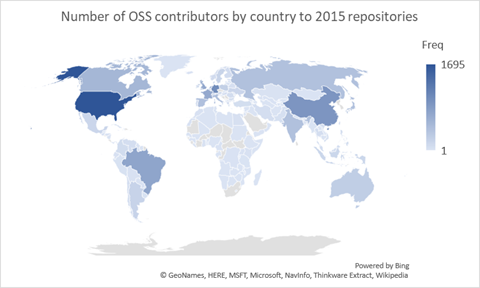 Number of OSS contributors by country to 2015 repositories
Freq
1695
1
Powered by Bing
© GeoNames, HERE, MSFT, Microsoft, NavInfo, Thinkware Extract, Wikipedia